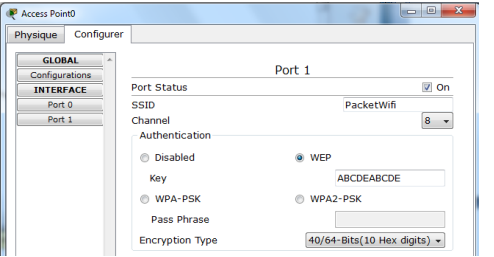 Access Point0
Physique Configurer
GLOBAL
Configurations
INTERFACE
Port 0
Port 1
Port 1
Port Status On
SSID PacketWifi
Channel 8
Authentication
Disabled WEP
Key ABCDEABCDE
WPA-PSK WPA2-PSK
Pass Phrase
Encryption Type 40/64-Bits(10 Hex digits)